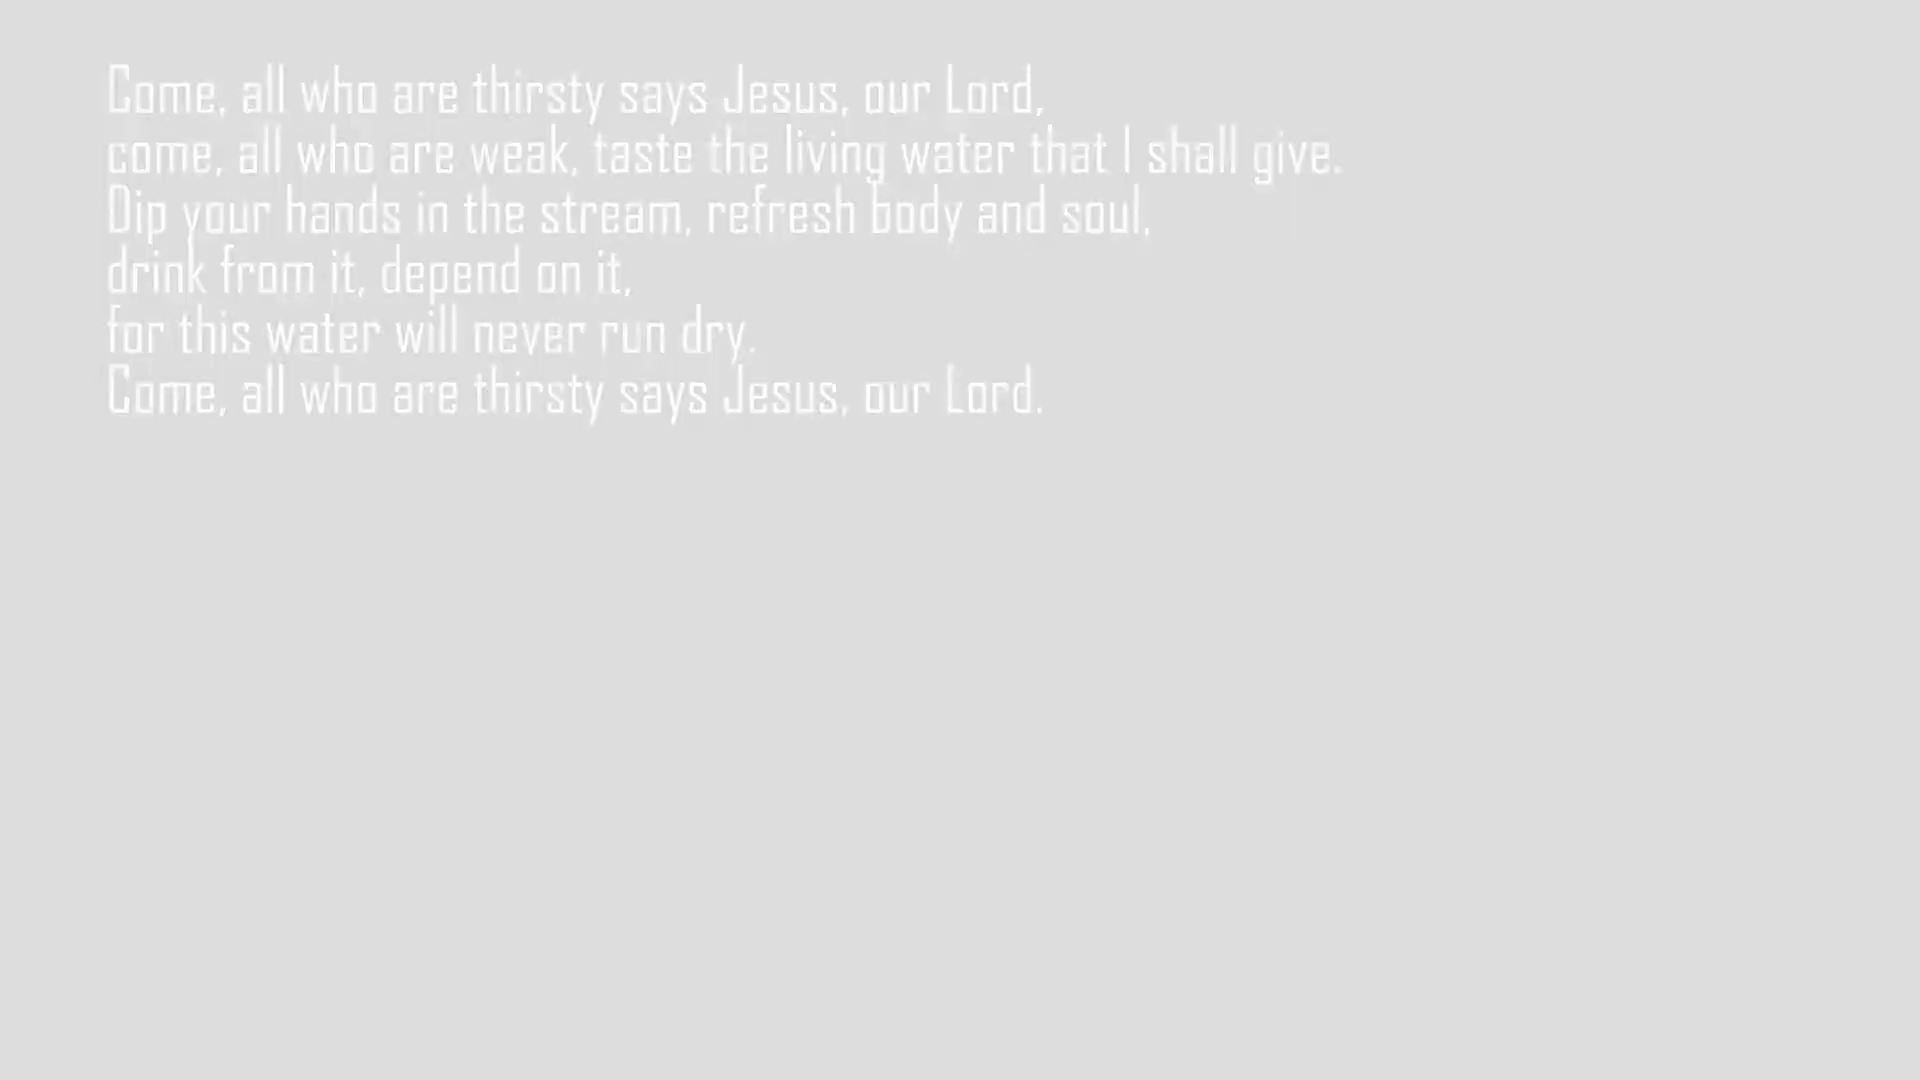 Come, all who are thirsty says Jesus, our Lord,
come, all who are weak, taste the living water that I shall give.
Dip your hands in the stream, refresh body and soul,
drink from it, depend on it,
for this water will never run dry.
Come, all who are thirsty says Jesus, our Lord.